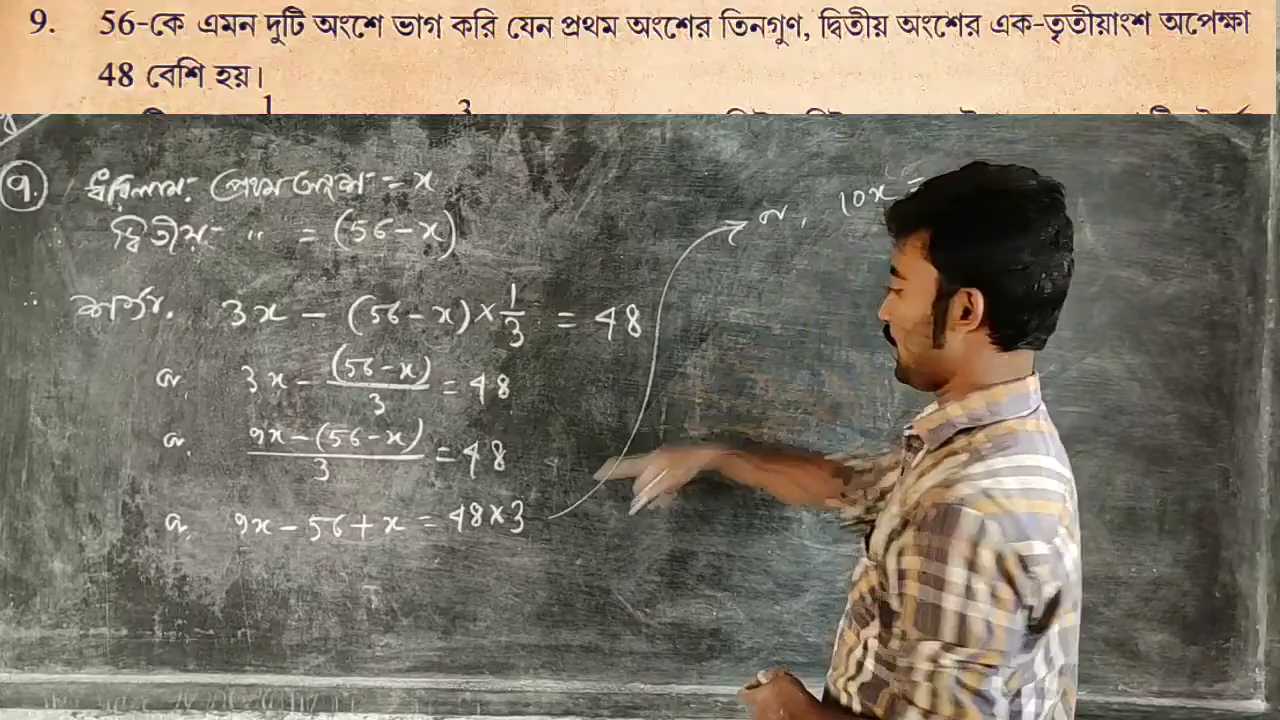 9. 56-কে এমন দুটি অংশে ভাগ করি যেন প্রথম অংশের তিনগুণ, দ্বিতীয় অংশের এক-তৃতীয়াংশ অপেক্ষা
48 বেশি হয়।
9. ধরিলাম, প্রথম অংশ = x
∴ দ্বিতীয় " = (56-x)
∴ শর্তে, 3x - (56-x) × 1/3 = 48
বা, 3x - (56-x)/3 = 48
বা, 9x-(56-x)/3 = 48
বা, 9x - 56 + x = 48×3
বা, 10x =